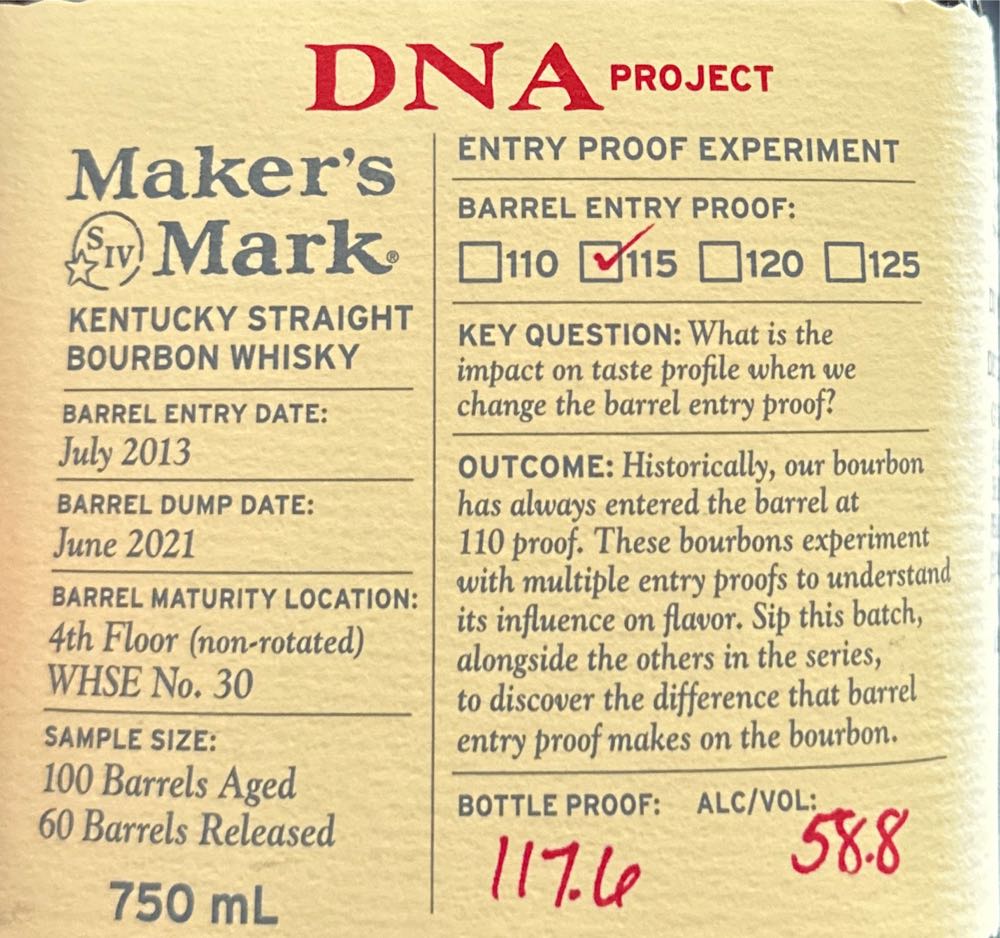 DNA PROJECT
Maker's
SIV Mark®
KENTUCKY STRAIGHT
BOURBON WHISKY
BARREL ENTRY DATE:
July 2013
BARREL DUMP DATE:
June 2021
BARREL MATURITY LOCATION:
4th Floor (non-rotated)
WHSE No. 30
SAMPLE SIZE:
100 Barrels Aged
60 Barrels Released
750 mL
ENTRY PROOF EXPERIMENT
BARREL ENTRY PROOF:
☐110 ☑115 ☐120 ☐125
KEY QUESTION: What is the
impact on taste profile when we
change the barrel entry proof?
OUTCOME: Historically, our bourbon
has always entered the barrel at
110 proof. These bourbons experiment
with multiple entry proofs to understand
its influence on flavor. Sip this batch,
alongside the others in the series,
to discover the difference that barrel
entry proof makes on the bourbon.
BOTTLE PROOF: ALC/VOL:
117.6 58.8